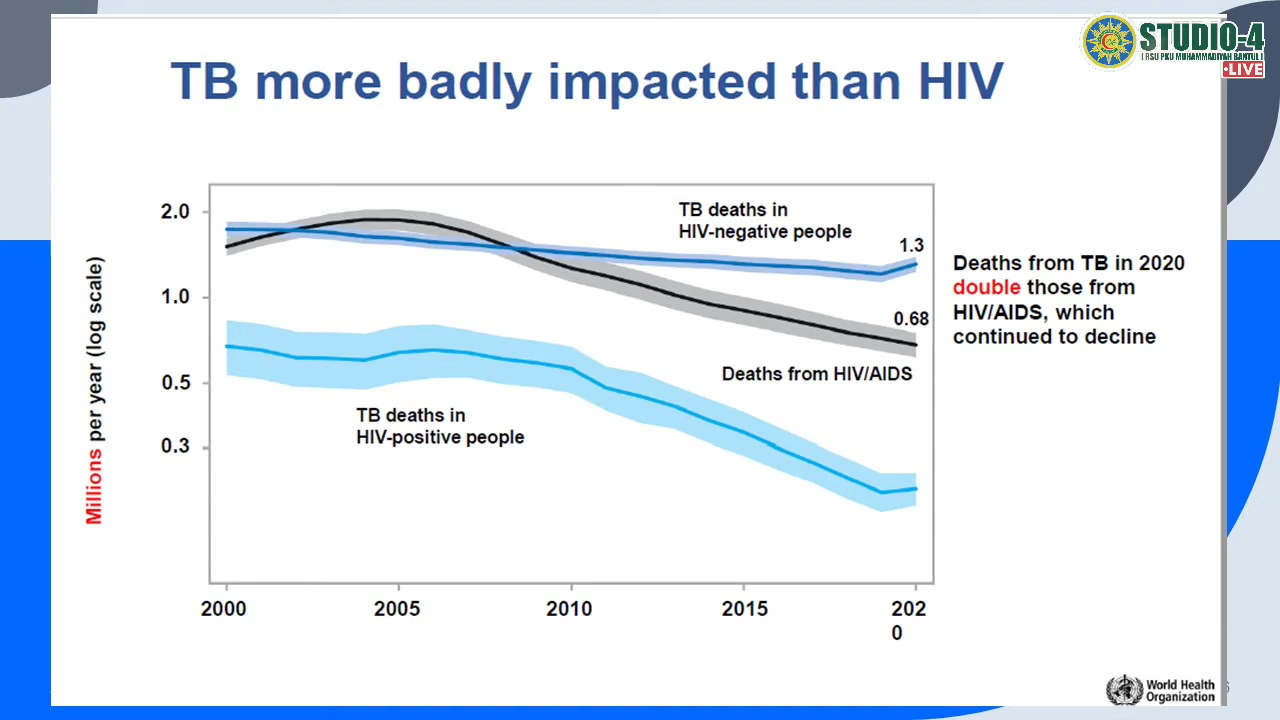 STUDIO-4
[ RSU PKU MUHAMMADIYAH BANTUL ]
LIVE
TB more badly impacted than HIV
Millions per year (log scale)
2.0
1.0
0.5
0.3
TB deaths in
HIV-negative people
1.3
0.68
Deaths from HIV/AIDS
TB deaths in
HIV-positive people
2000
2005
2010
2015
202
0
Deaths from TB in 2020
double those from
HIV/AIDS, which
continued to decline
World Health
Organization